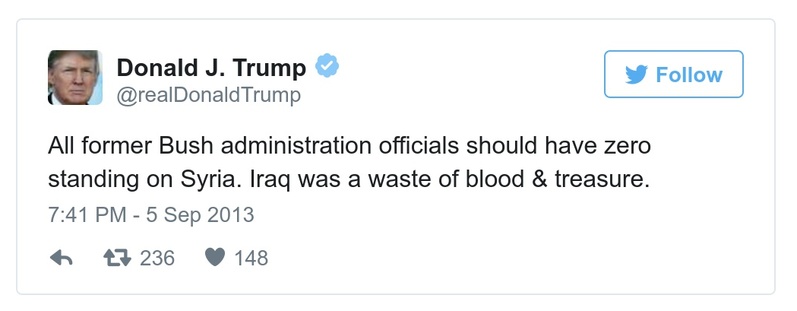 Donald J. Trump
@realDonaldTrump
Follow
All former Bush administration officials should have zero
standing on Syria. Iraq was a waste of blood & treasure.
7:41 PM - 5 Sep 2013
236 148